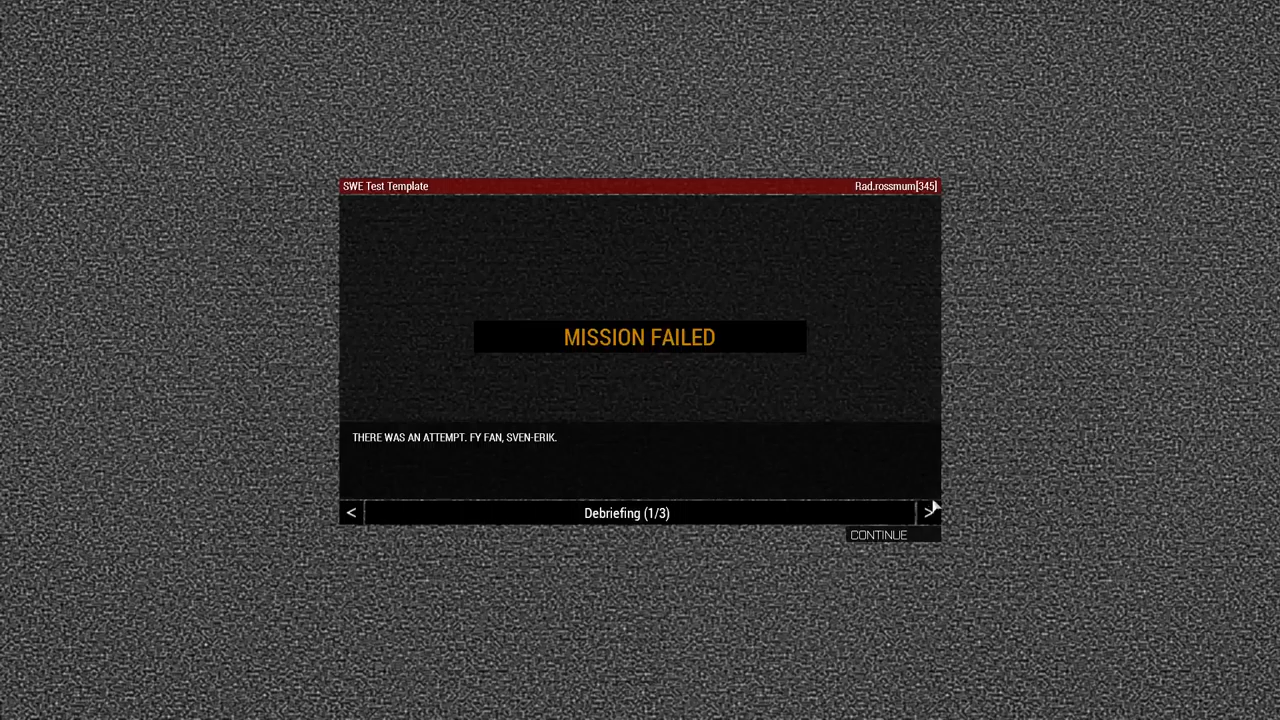 SWE Test Template
Rad.rossmum[345]
MISSION FAILED
THERE WAS AN ATTEMPT. FY FAN, SVEN-ERIK.
<
Debriefing (1/3)
>
CONTINUE